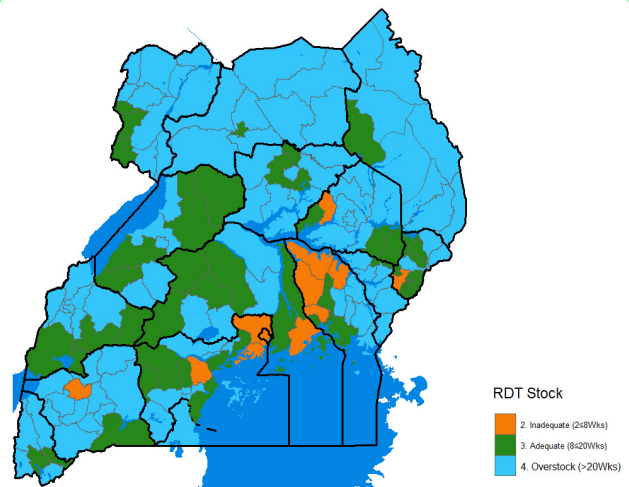 RDT Stock
2. Inadequate (2≤8Wks)
3. Adequate (8≤20Wks)
4. Overstock (>20Wks)